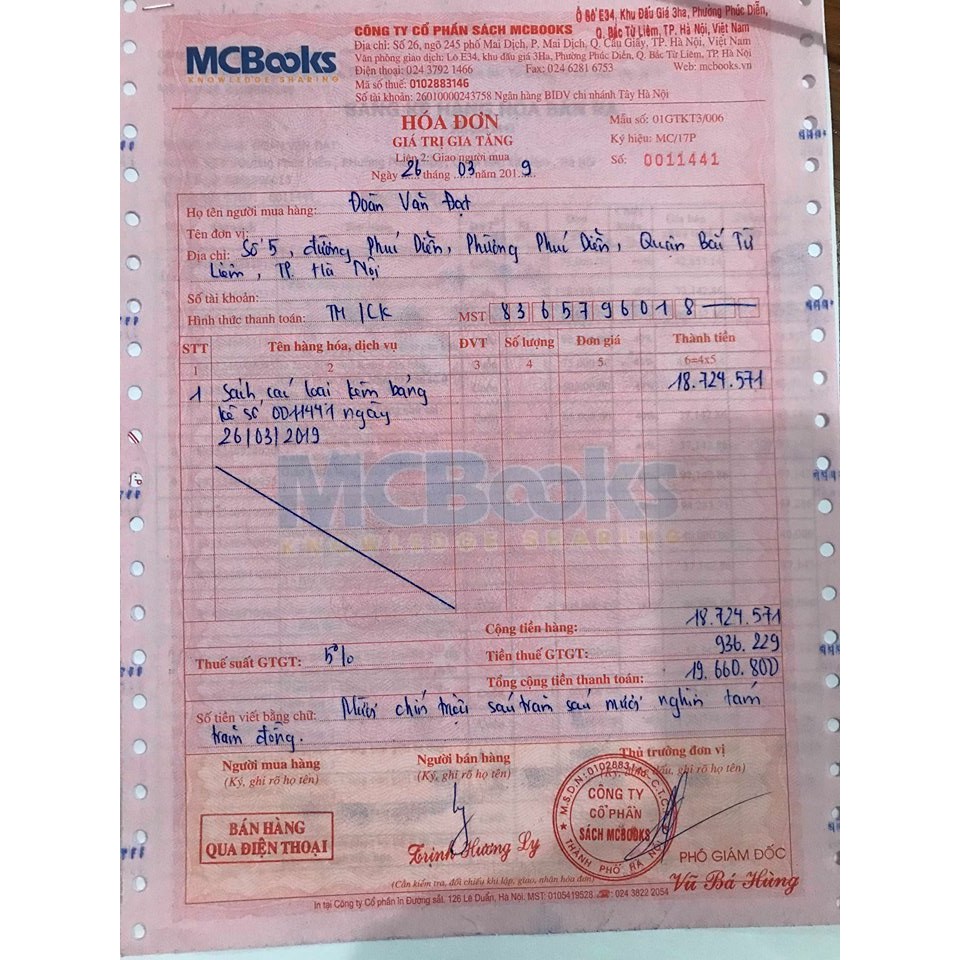 Ô Số E34, Khu Đấu Giá 3ha, Phường Phúc Diễn,
Q. Bắc Từ Liêm, TP. Hà Nội, Việt Nam
MCBooks
KNOWLEDGE SHARING
CÔNG TY CỔ PHẦN SÁCH MCBOOKS
Địa chỉ: Số 26, ngõ 245 phố Mai Dịch, P. Mai Dịch, Q. Cầu Giấy, TP. Hà Nội, Việt Nam
Văn phòng giao dịch: Lô E34, khu đấu giá 3Ha, Phường Phúc Diễn, Q. Bắc Từ Liêm, TP. Hà Nội
Điện thoại: 024 3792 1466 Fax: 024 6281 6753 Web: mcbooks.vn
Mã số thuế: 0102883146
Số tài khoản: 26010000243758 Ngân hàng BIDV chi nhánh Tây Hà Nội
HÓA ĐƠN
GIÁ TRỊ GIA TĂNG
Liên 2: Giao người mua
Ngày 26 tháng 03 năm 2019
Mẫu số: 01GTKT3/006
Ký hiệu: MC/17P
Số: 0011441
Họ tên người mua hàng: Đoàn Văn Đạt
Tên đơn vị:
Địa chỉ: Số 5, đường Phú Diễn, Phường Phú Diễn, Quận Bắc Từ
Liêm, TP. Hà Nội
Số tài khoản:
Hình thức thanh toán: TM/CK MST 8365796018
STT Tên hàng hóa, dịch vụ ĐVT Số lượng Đơn giá Thành tiền
1 2 3 4 5 6=4x5
1 Sách các loại kèm bảng 18.724.571
kê số 0011441 ngày
26/03/2019
MCBooks
KNOWLEDGE SHARING
Cộng tiền hàng: 18.724.571
Thuế suất GTGT: 5% Tiền thuế GTGT: 936.229
Tổng cộng tiền thanh toán: 19.660.800
Số tiền viết bằng chữ: Mười chín triệu sáu trăm sáu mươi nghìn tám
trăm đồng.
Người mua hàng Người bán hàng Thủ trưởng đơn vị
(Ký, ghi rõ họ tên) (Ký, ghi rõ họ tên) dấu, ghi rõ họ tên)
BÁN HÀNG
QUA ĐIỆN THOẠI
Ly
Trịnh Hương Ly
M.S.D.N: 0102883146-C.T.C.P
CÔNG TY
CỔ PHẦN
SÁCH MCBOOKS
THÀNH PHỐ HÀ NỘI
PHÓ GIÁM ĐỐC
Vũ Bá Hùng
(Cần kiểm tra, đối chiếu khi lập, giao, nhận hóa đơn)
In tại Công ty Cổ phần in Đường sắt. 126 Lê Duẩn, Hà Nội. MST: 0105419528 ☎: 024 3822 2054